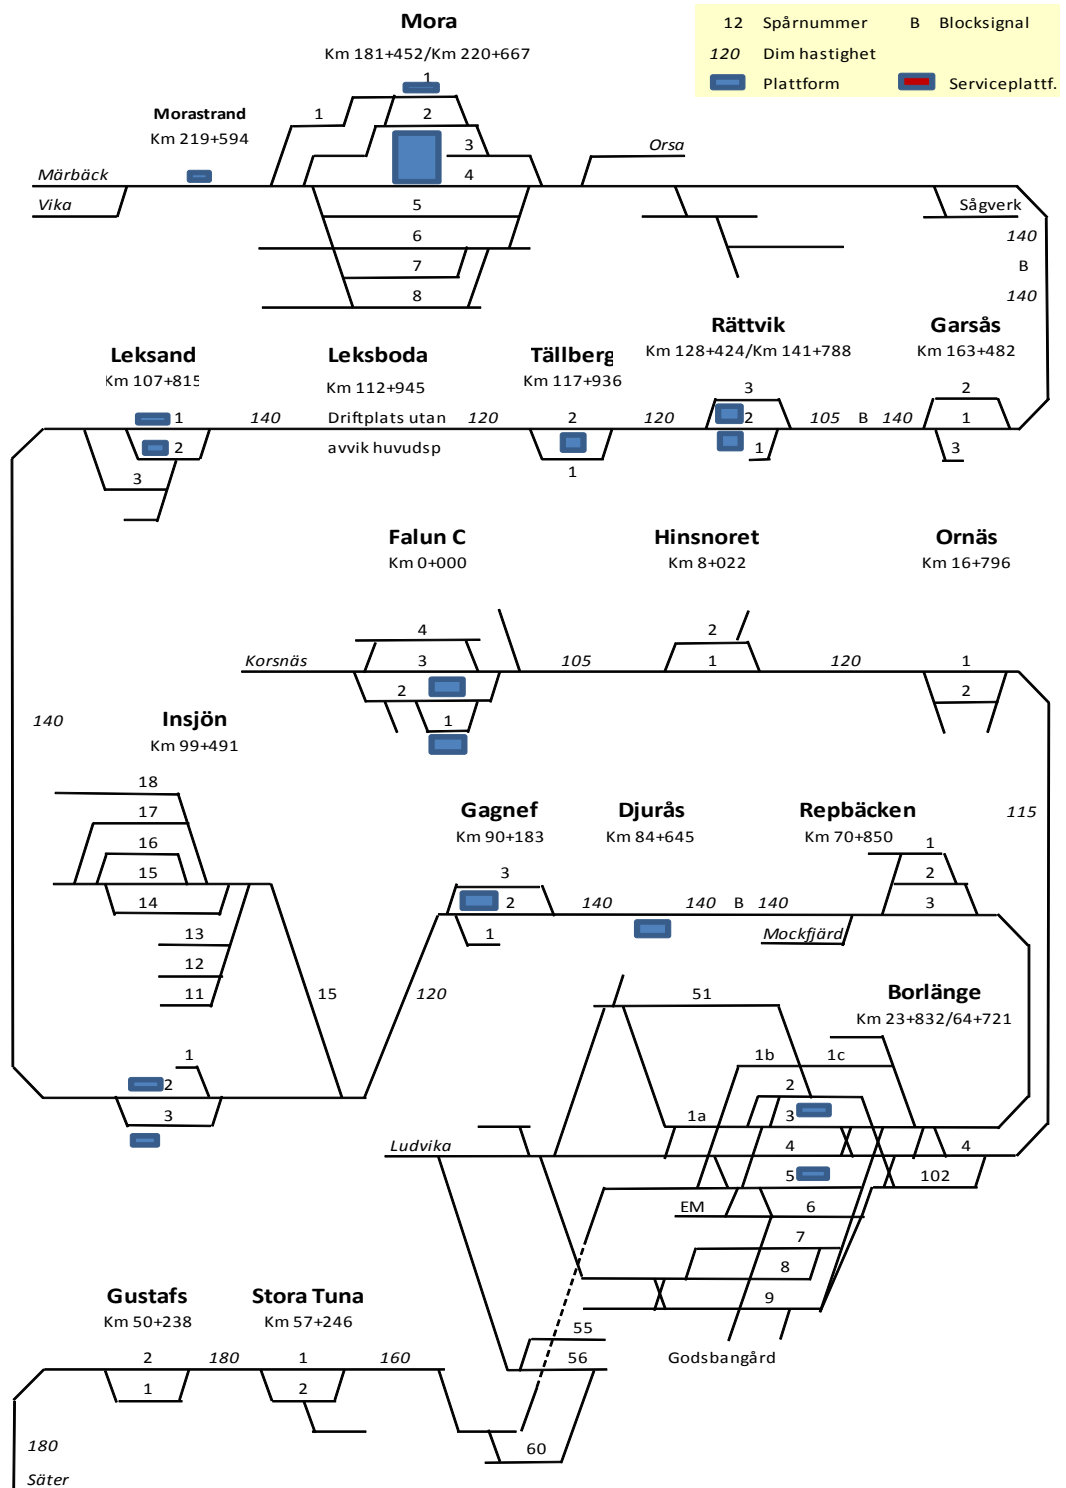 Mora
Km 181+452/Km 220+667
12 Spårnummer B Blocksignal
120 Dim hastighet
Plattform Serviceplattf.
Morastrand
Km 219+594
1
1
2
3
4
Orsa
Märbäck
Vika
5
6
7
8
Sågverk
140
B
140
Leksand
Km 107+815
Leksboda
Km 112+945
Driftplats utan
avvik huvudsp
Tällberg
Km 117+936
Rättvik
Km 128+424/Km 141+788
Garsås
Km 163+482
1
2
3
140
120
2
1
120
3
2
1
105 B 140
2
1
3
Falun C
Km 0+000
Hinsnoret
Km 8+022
Ornäs
Km 16+796
Korsnäs
4
3
2
1
105
2
1
120
1
2
140
115
Insjön
Km 99+491
18
17
16
15
14
13
12
11
15
1
2
3
120
Gagnef
Km 90+183
3
2
1
Djurås
Km 84+645
140 140 B 140
Repbäcken
Km 70+850
1
2
3
Mockfjärd
Borlänge
Km 23+832/64+721
51
1b 1c
2
1a 3
Ludvika
4 4
5 102
EM 6
7
8
9
Godsbangård
55
56
60
Gustafs
Km 50+238
Stora Tuna
Km 57+246
2 180 1 160
1 2
180
Säter